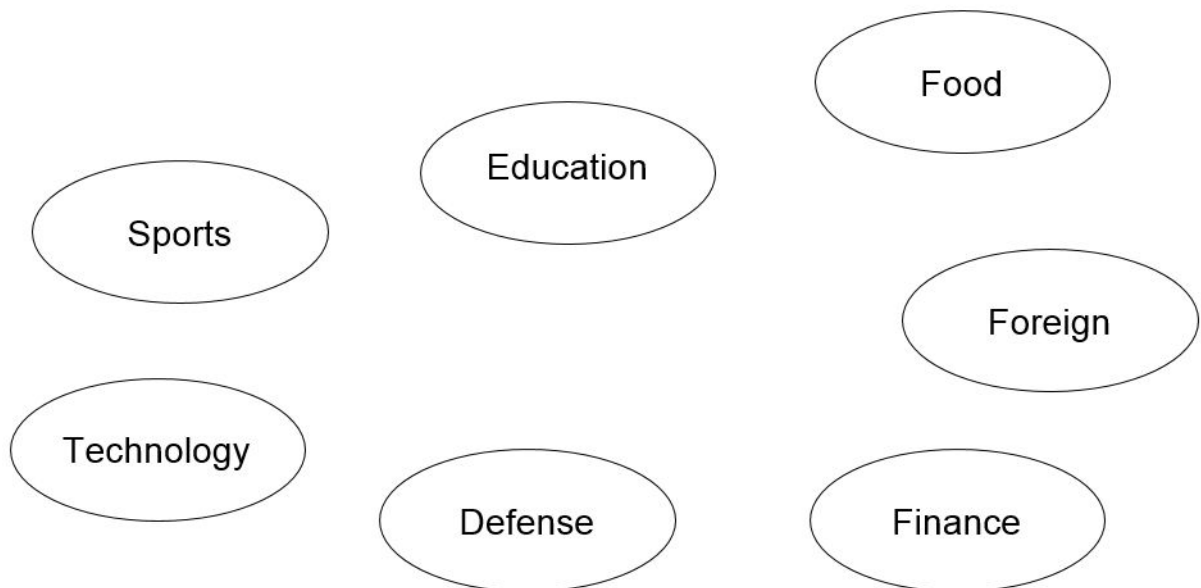 Food
Education
Sports
Foreign
Technology
Defense
Finance